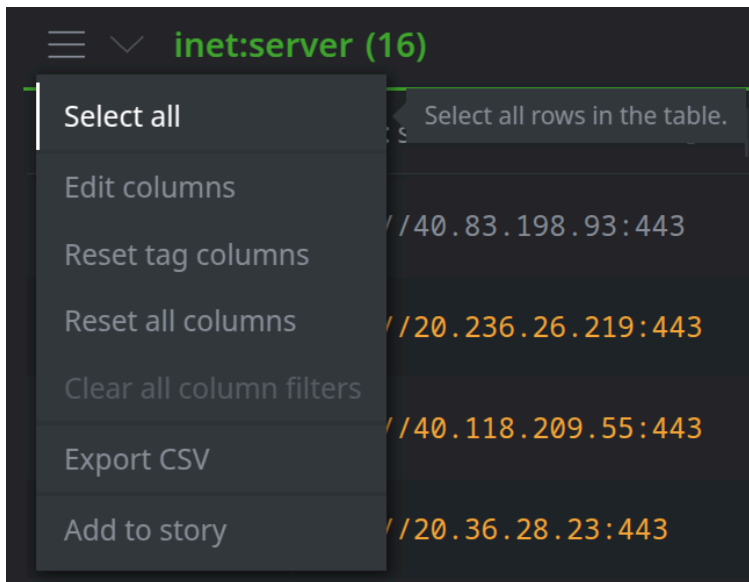 inet:server (16)
Select all
Select all rows in the table.
Edit columns
//40.83.198.93:443
Reset tag columns
Reset all columns
//20.236.26.219:443
Clear all column filters
//40.118.209.55:443
Export CSV
Add to story
//20.36.28.23:443